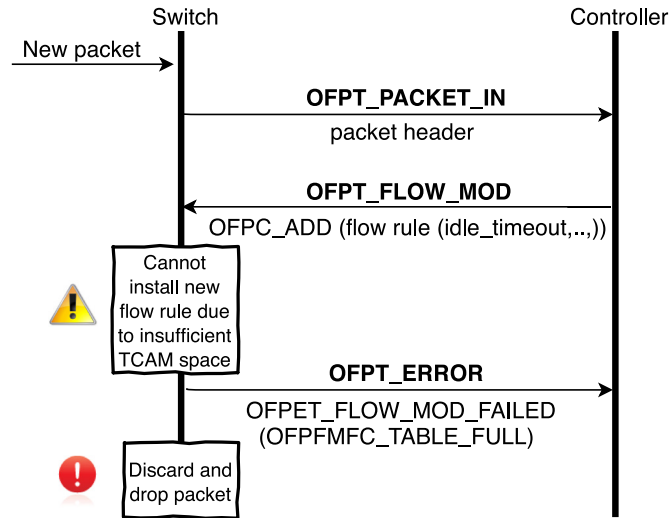 Switch
Controller
New packet
OFPT_PACKET_IN
packet header
OFPT_FLOW_MOD
OFPC_ADD (flow rule (idle_timeout,..,))
Cannot
install new
flow rule due
to insufficient
TCAM space
OFPT_ERROR
OFPET_FLOW_MOD_FAILED
(OFPFMFC_TABLE_FULL)
Discard and
drop packet